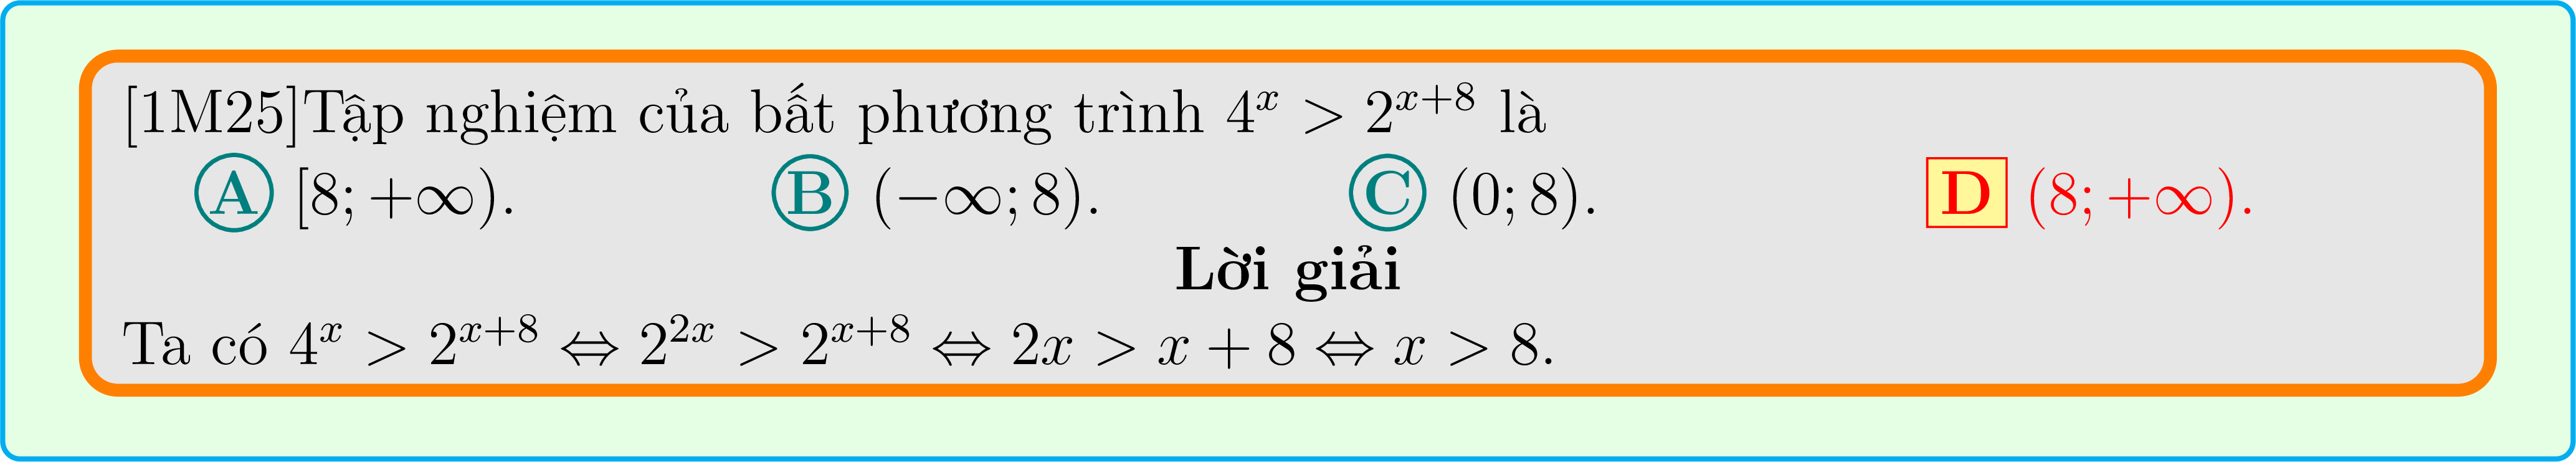 [1M25]Tập nghiệm của bất phương trình $4^x > 2^{x+8}$ là
A $[8; +\infty)$. B $(-\infty; 8)$. C $(0; 8)$. D $(8; +\infty)$.
Lời giải
Ta có $4^x > 2^{x+8} \Leftrightarrow 2^{2x} > 2^{x+8} \Leftrightarrow 2x > x + 8 \Leftrightarrow x > 8$.